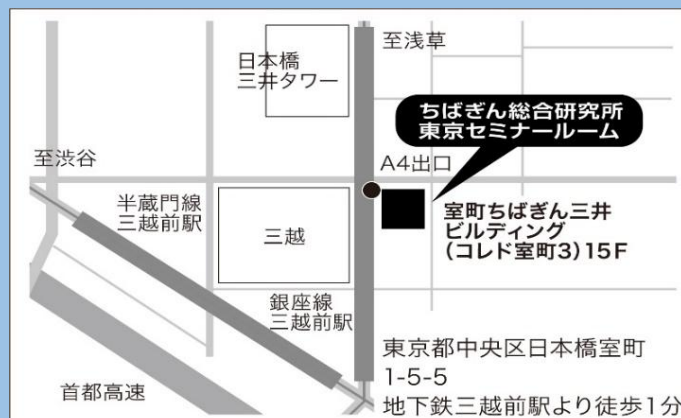 至浅草
日本橋
三井タワー
ちばぎん総合研究所
東京セミナールーム
至渋谷
A4出口
半蔵門線
三越前駅
三越
室町ちばぎん三井
ビルディング
(コレド室町3)15F
銀座線
三越前駅
首都高速
東京都中央区日本橋室町
1-5-5
地下鉄三越前駅より徒歩1分